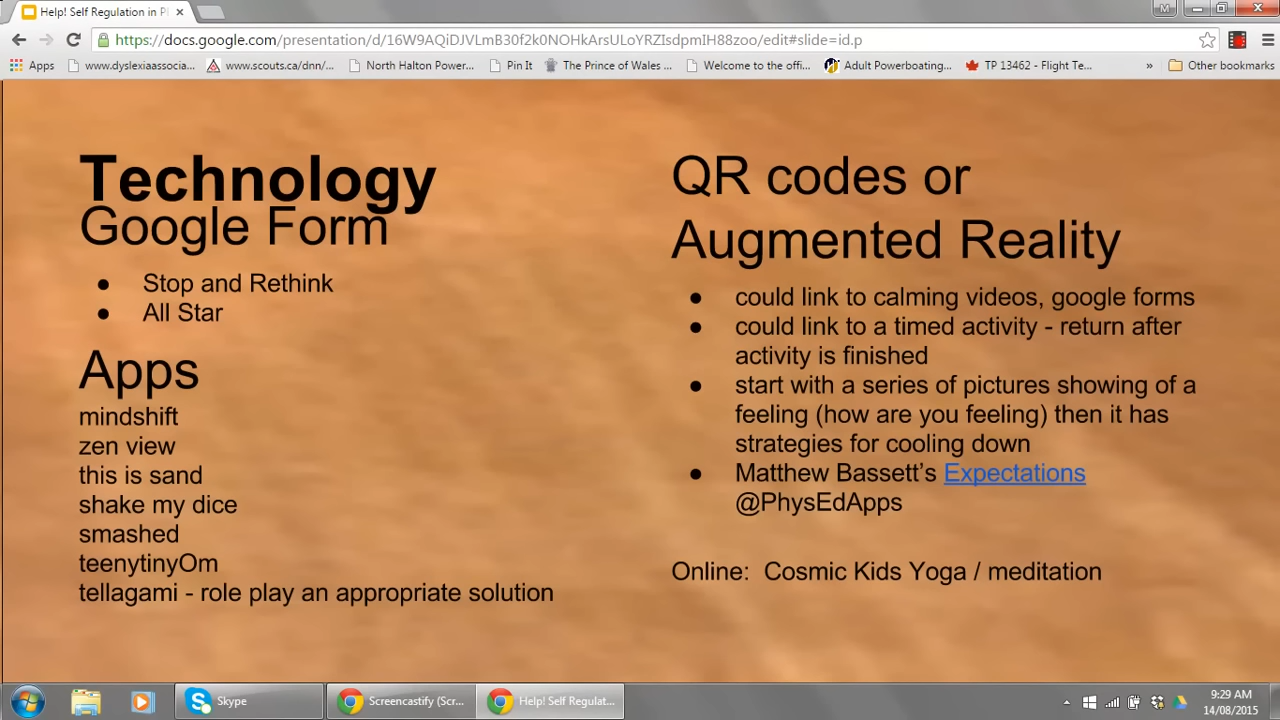 Help! Self Regulation in P
https://docs.google.com/presentation/d/16W9AQiDJVLmB30f2k0NOHkArsULoYRZIsdpmIH88zoo/edit#slide=id.p
Apps
www.dyslexiaassocia...
www.scouts.ca/dnn/...
North Halton Power...
Pin It
The Prince of Wales ...
Welcome to the offi...
Adult Powerboating...
TP 13462 - Flight Te...
»
Other bookmarks
Technology
Google Form
● Stop and Rethink
● All Star
Apps
mindshift
zen view
this is sand
shake my dice
smashed
teenytinyOm
tellagami - role play an appropriate solution
QR codes or
Augmented Reality
● could link to calming videos, google forms
● could link to a timed activity - return after
activity is finished
● start with a series of pictures showing of a
feeling (how are you feeling) then it has
strategies for cooling down
● Matthew Bassett’s Expectations
@PhysEdApps
Online: Cosmic Kids Yoga / meditation
Skype
Screencastify (Scr...
Help! Self Regulat...
9:29 AM
14/08/2015